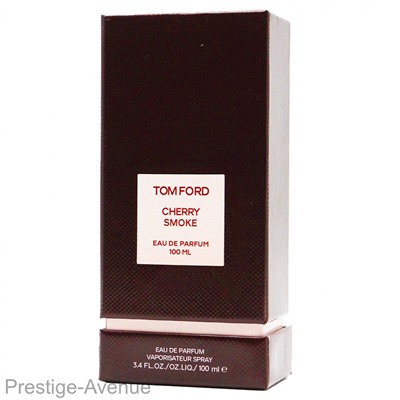 TOM FORD
CHERRY
SMOKE
EAU DE PARFUM
100 ML
EAU DE PARFUM
VAPORISATEUR SPRAY
3.4 FL.OZ./OZ.LIQ./100 ml ℮
Prestige-Avenue